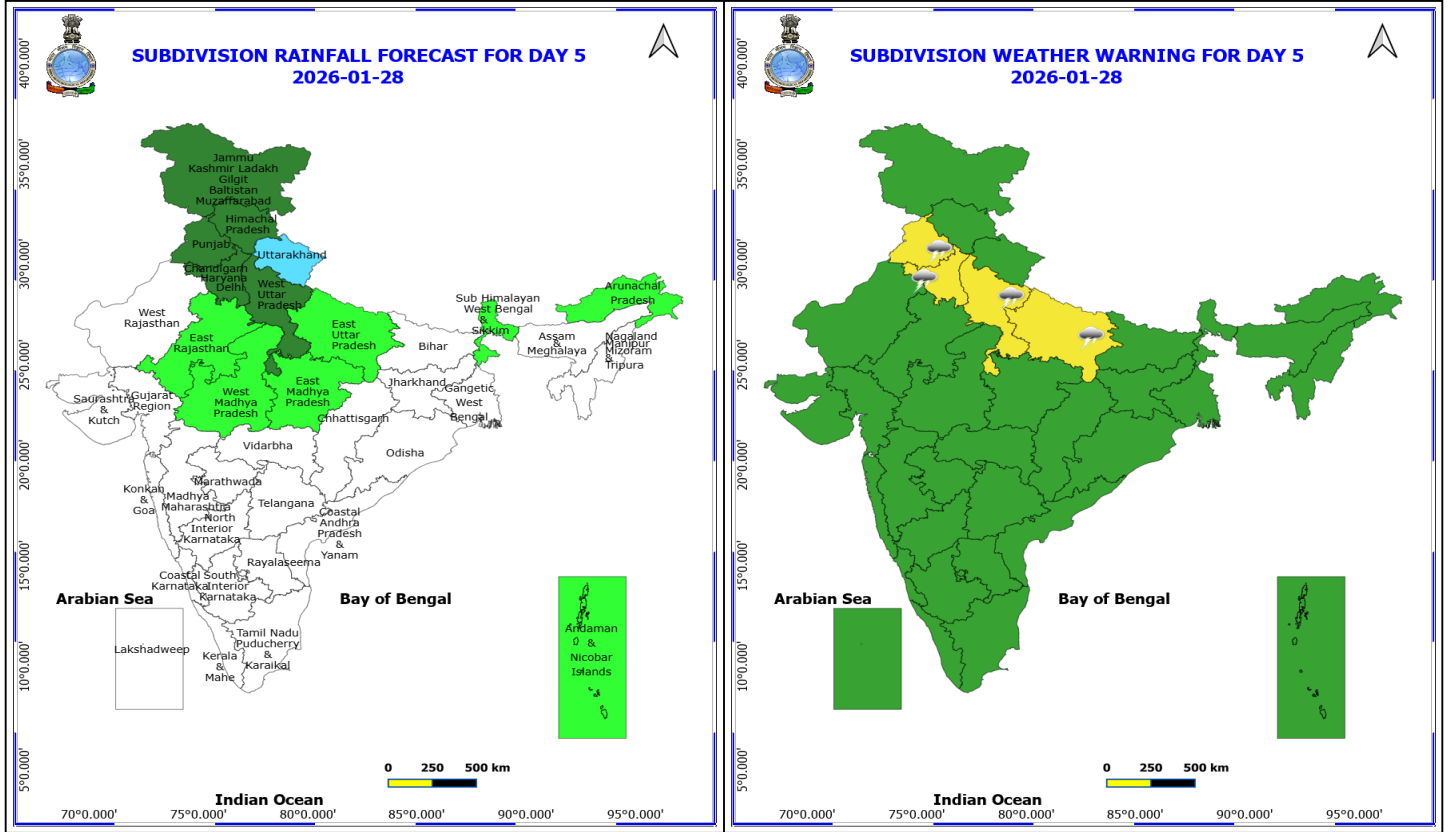 SUBDIVISION RAINFALL FORECAST FOR DAY 5
2026-01-28
40°0.000'
35°0.000'
30°0.000'
25°0.000'
20°0.000'
15°0.000'
10°0.000'
5°0.000'
Jammu
Kashmir Ladakh
Gilgit
Baltistan
Muzaffarabad
Himachal
Pradesh
Punjab
Uttarakhand
Chandigarh
Haryana
Delhi
West
Uttar
Pradesh
West
Rajasthan
East
Rajasthan
East
Uttar
Pradesh
Bihar
Sub Himalayan
West Bengal
&
Sikkim
Arunachal
Pradesh
Assam
&
Meghalaya
Nagaland
Manipur
Mizoram
&
Tripura
Saurashtra
&
Kutch
Gujarat
Region
West
Madhya
Pradesh
East
Madhya
Pradesh
Jharkhand
Gangetic
West
Bengal
Chhattisgarh
Vidarbha
Odisha
Konkan
&
Goa
Madhya
Maharashtra
Marathwada
Telangana
North
Interior
Karnataka
Coastal
Andhra
Pradesh
&
Yanam
Rayalaseema
Coastal
Karnataka
South
Interior
Karnataka
Arabian Sea
Bay of Bengal
Lakshadweep
Kerala
&
Mahe
Tamil Nadu
Puducherry
&
Karaikal
Andaman
&
Nicobar
Islands
0 250 500 km
Indian Ocean
70°0.000' 75°0.000' 80°0.000' 85°0.000' 90°0.000' 95°0.000'
SUBDIVISION WEATHER WARNING FOR DAY 5
2026-01-28
40°0.000'
35°0.000'
30°0.000'
25°0.000'
20°0.000'
15°0.000'
10°0.000'
5°0.000'
Arabian Sea
Bay of Bengal
0 250 500 km
Indian Ocean
70°0.000' 75°0.000' 80°0.000' 85°0.000' 90°0.000' 95°0.000'